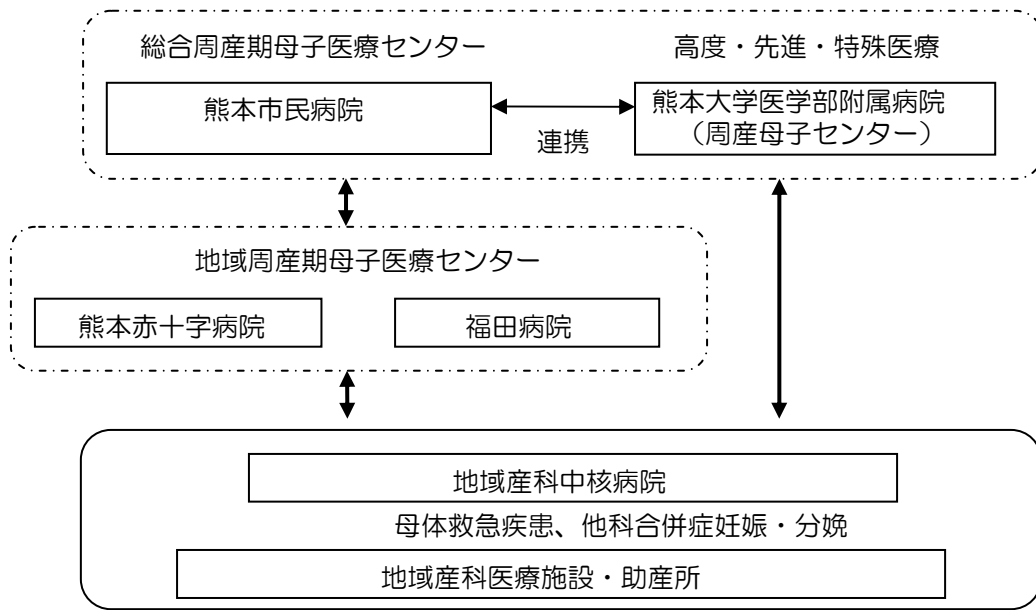 総合周産期母子医療センター
高度・先進・特殊医療
熊本市民病院
連携
熊本大学医学部附属病院
(周産母子センター)
地域周産期母子医療センター
熊本赤十字病院
福田病院
地域産科中核病院
母体救急疾患、他科合併症妊娠・分娩
地域産科医療施設・助産所